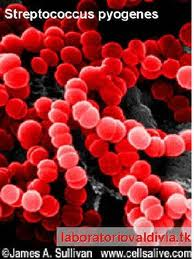 Streptococcus pyogenes
laboratoriovaldivia.tk
©James A. Sullivan www.cellsalive.com